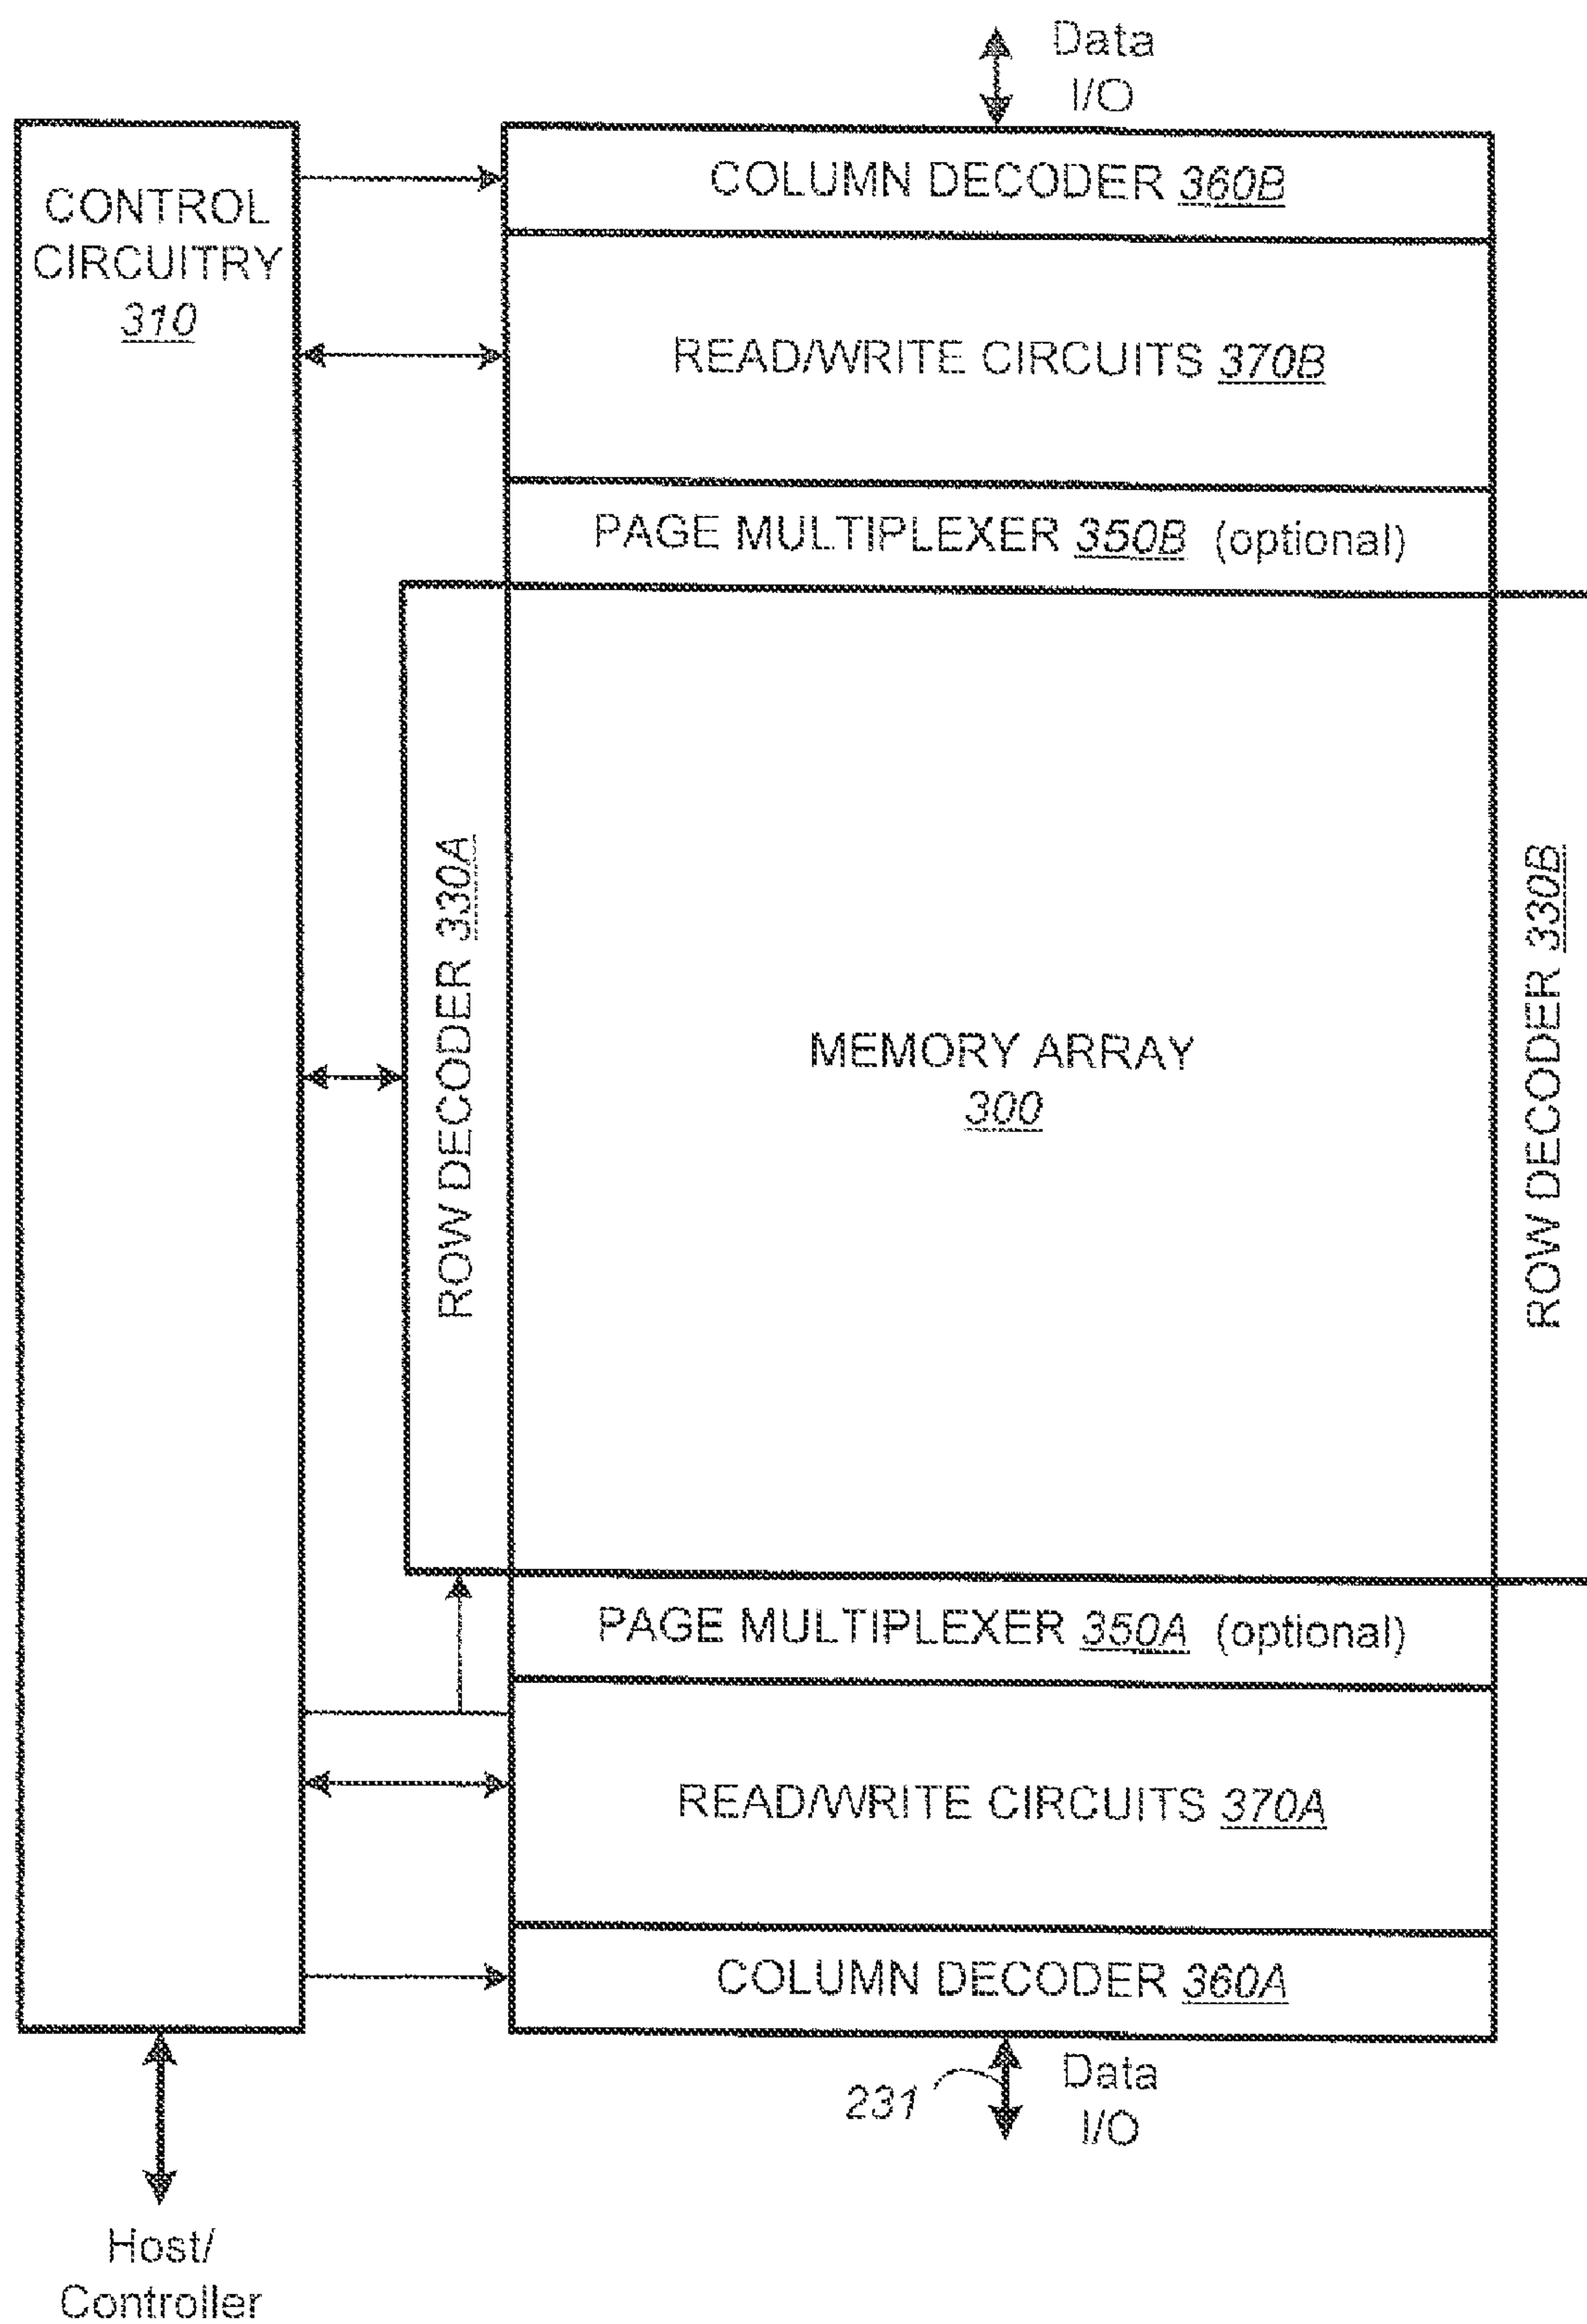 Data
I/O
CONTROL
CIRCUITRY
310
COLUMN DECODER 360B
READ/WRITE CIRCUITS 370B
PAGE MULTIPLEXER 350B (optional)
ROW DECODER 330A
MEMORY ARRAY
300
ROW DECODER 330B
PAGE MULTIPLEXER 350A (optional)
READ/WRITE CIRCUITS 370A
COLUMN DECODER 360A
231
Data
I/O
Host/
Controller